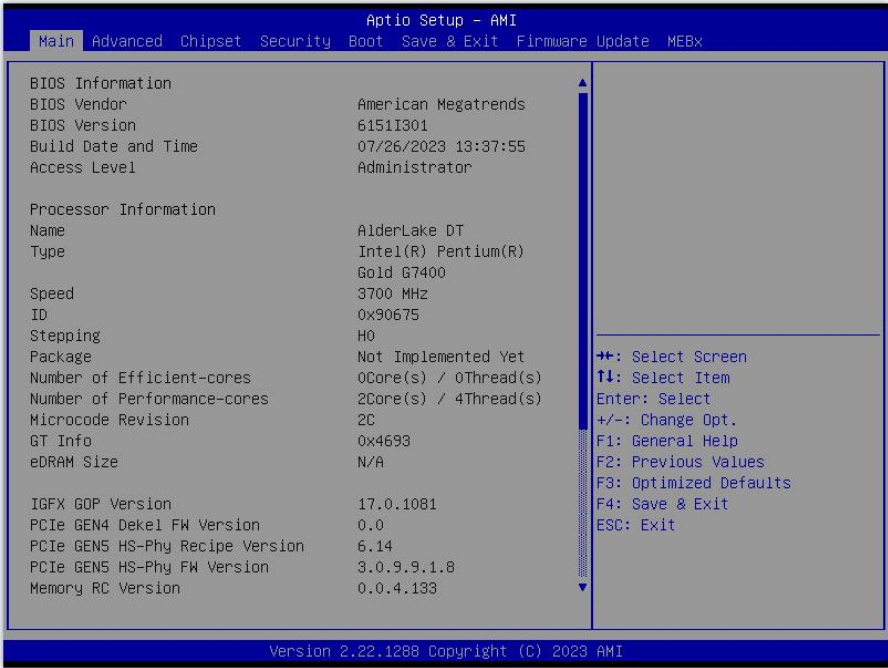 Aptio Setup – AMI
Main Advanced Chipset Security Boot Save & Exit Firmware Update MEBx
BIOS Information
BIOS Vendor American Megatrends
BIOS Version 6151I301
Build Date and Time 07/26/2023 13:37:55
Access Level Administrator
Processor Information
Name AlderLake DT
Type Intel(R) Pentium(R)
Gold G7400
Speed 3700 MHz
ID 0x90675
Stepping H0
Package Not Implemented Yet
Number of Efficient-cores 0Core(s) / 0Thread(s)
Number of Performance-cores 2Core(s) / 4Thread(s)
Microcode Revision 2C
GT Info 0x4693
eDRAM Size N/A
IGFX GOP Version 17.0.1081
PCIe GEN4 Dekel FW Version 0.0
PCIe GEN5 HS-Phy Recipe Version 6.14
PCIe GEN5 HS-Phy FW Version 3.0.9.9.1.8
Memory RC Version 0.0.4.133
→←: Select Screen
↑↓: Select Item
Enter: Select
+/-: Change Opt.
F1: General Help
F2: Previous Values
F3: Optimized Defaults
F4: Save & Exit
ESC: Exit
Version 2.22.1288 Copyright (C) 2023 AMI